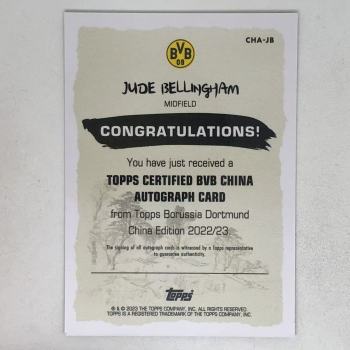 BVB
09
CHA-JB
JUDE BELLINGHAM
MIDFIELD
CONGRATULATIONS!
You have just received a
TOPPS CERTIFIED BVB CHINA
AUTOGRAPH CARD
from Topps Borussia Dortmund
China Edition 2022/23.
The signing of all autograph cards is witnessed by a Topps representative
to guarantee authenticity.
Topps
® & © 2023 THE TOPPS COMPANY, INC. ALL RIGHTS RESERVED.
TOPPS IS A REGISTERED TRADEMARK OF THE TOPPS COMPANY, INC.